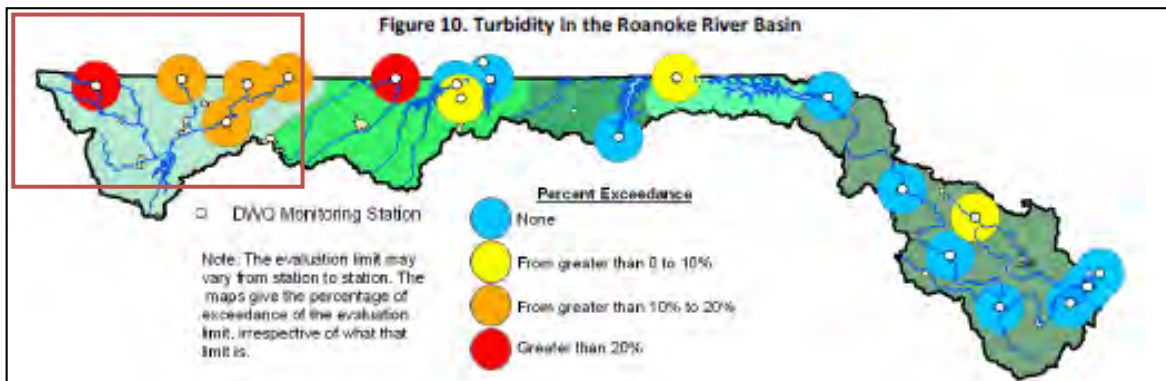 Figure 10. Turbidity in the Roanoke River Basin
DWQ Monitoring Station
Note: The evaluation limit may
vary from station to station. The
maps give the percentage of
exceedance of the evaluation
limit, irrespective of what that
limit is.
Percent Exceedance
None
From greater than 0 to 10%
From greater than 10% to 20%
Greater than 20%